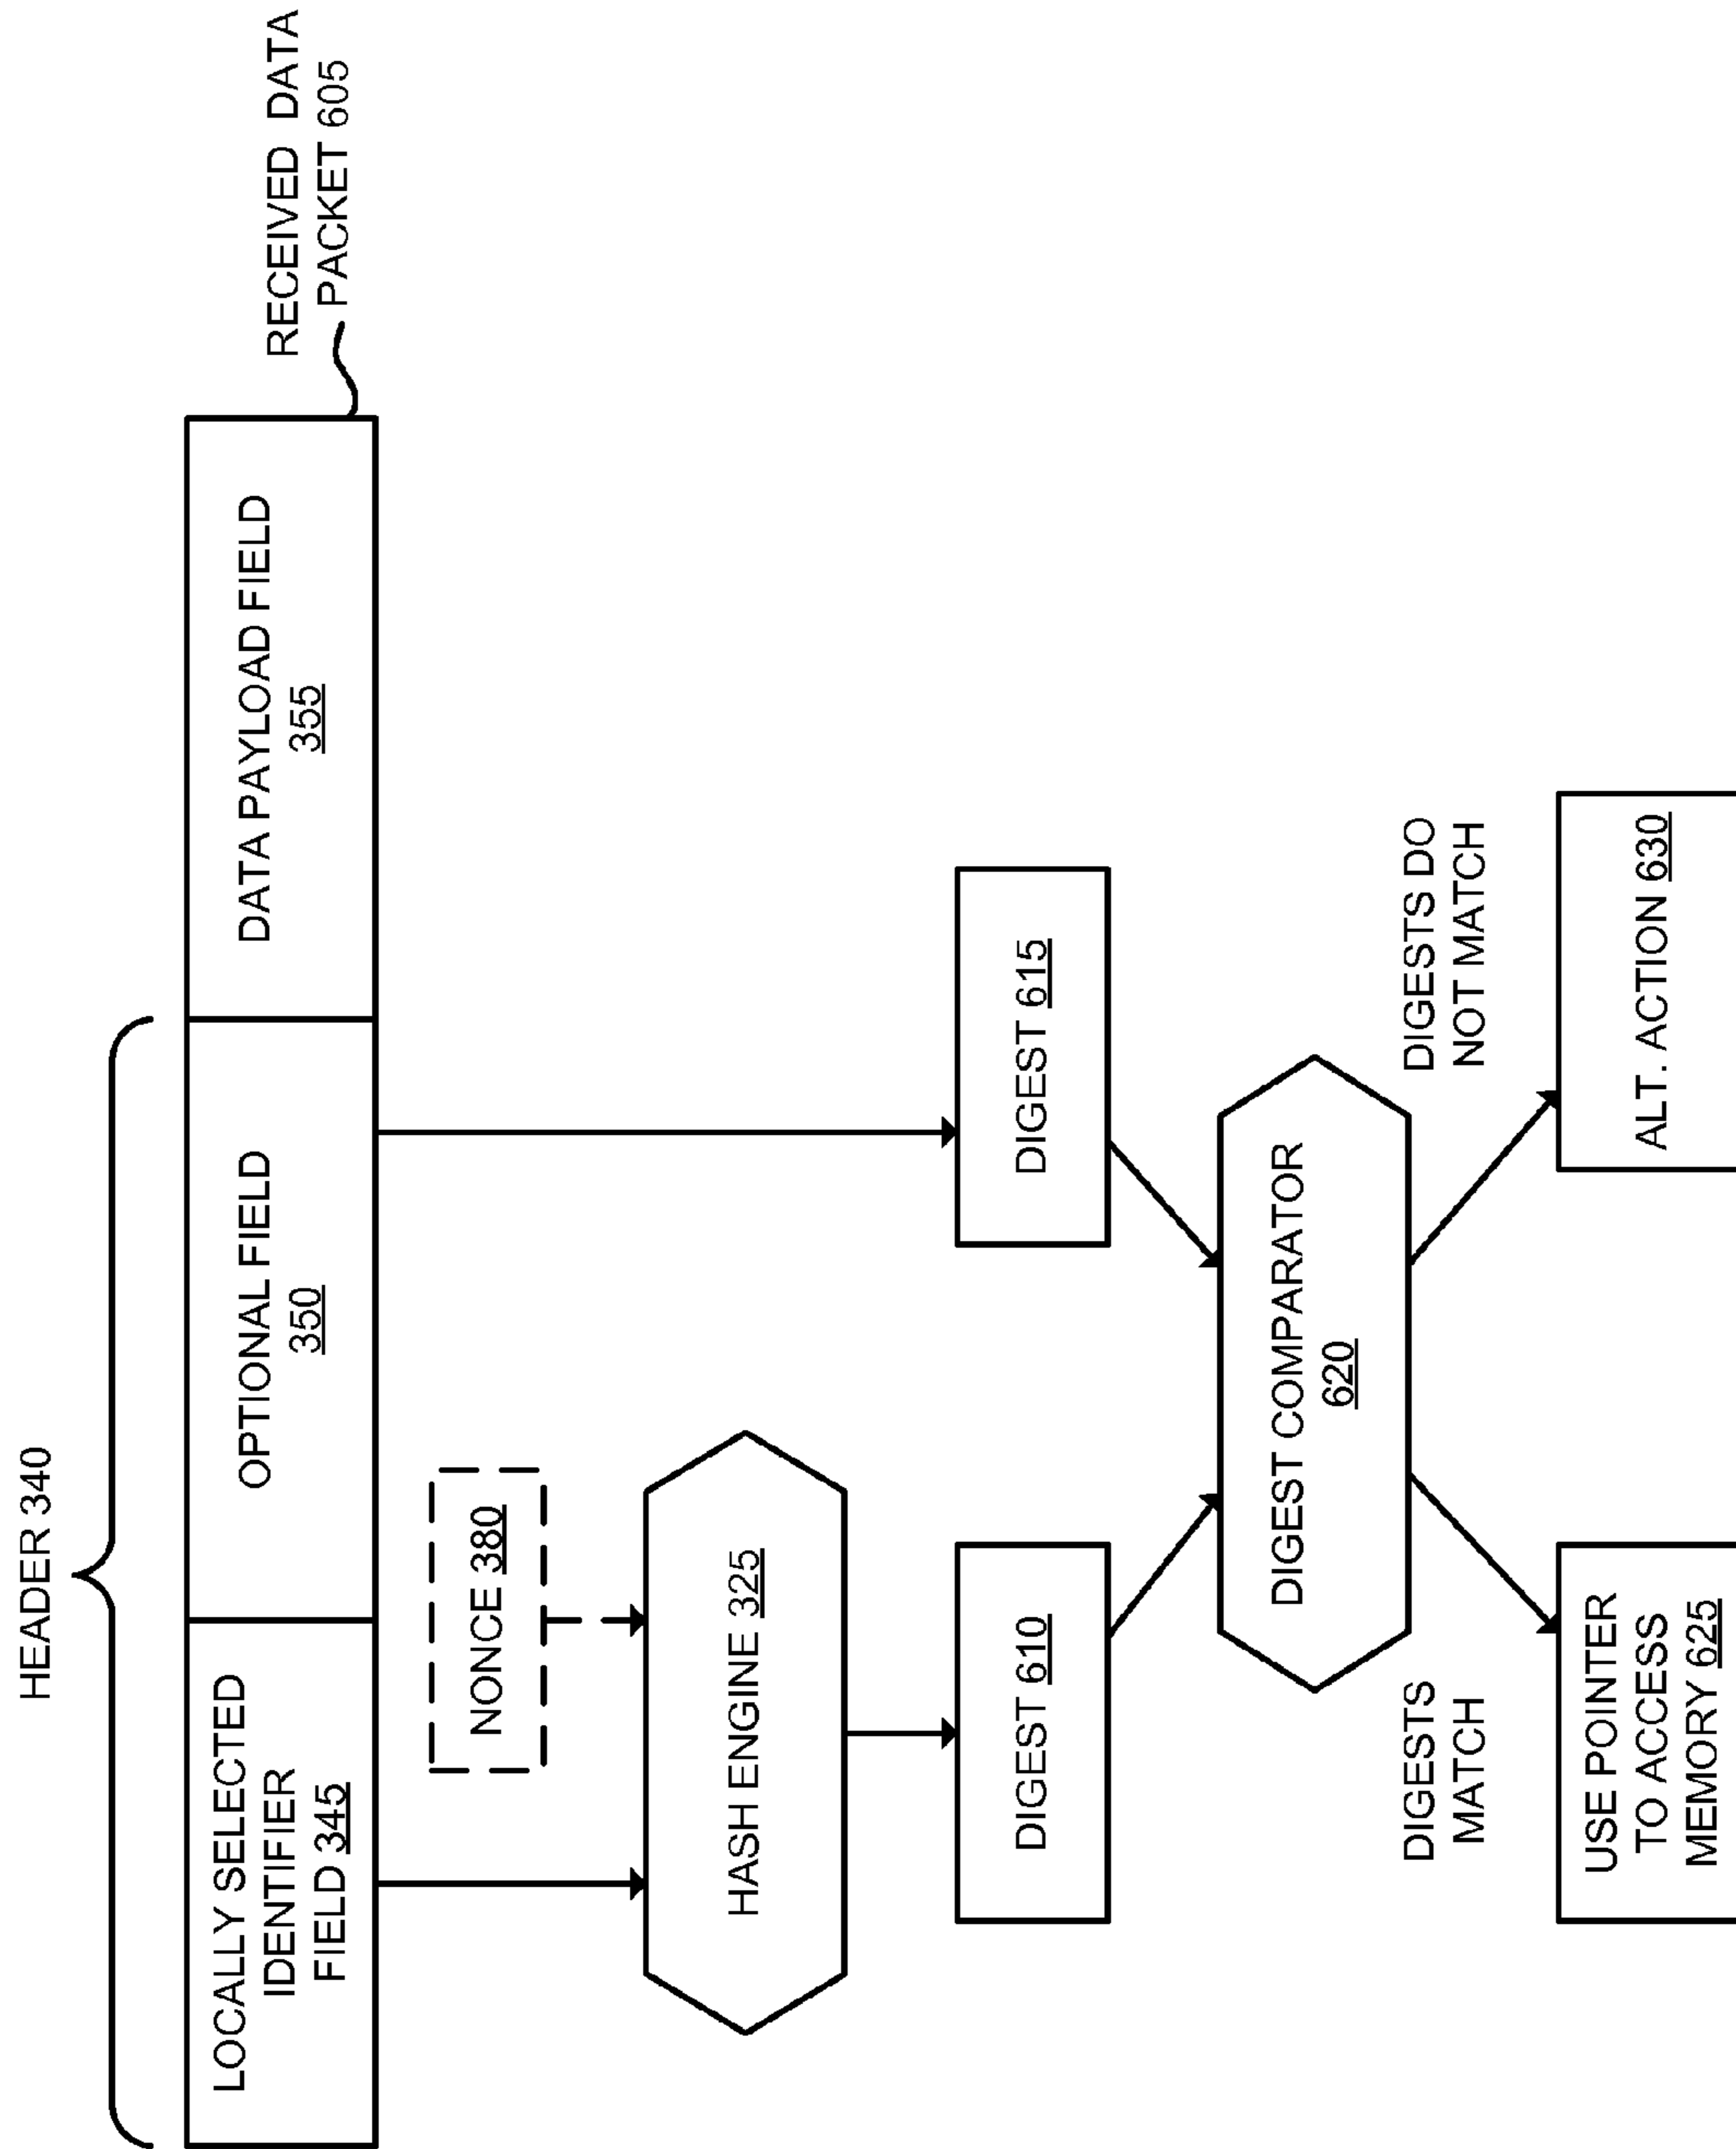 HEADER 340
RECEIVED DATA
PACKET 605
LOCALLY SELECTED
IDENTIFIER
FIELD 345
OPTIONAL FIELD
350
DATA PAYLOAD FIELD
355
NONCE 380
HASH ENGINE 325
DIGEST 610
DIGEST 615
DIGEST COMPARATOR
620
DIGESTS
MATCH
DIGESTS DO
NOT MATCH
USE POINTER
TO ACCESS
MEMORY 625
ALT. ACTION 630